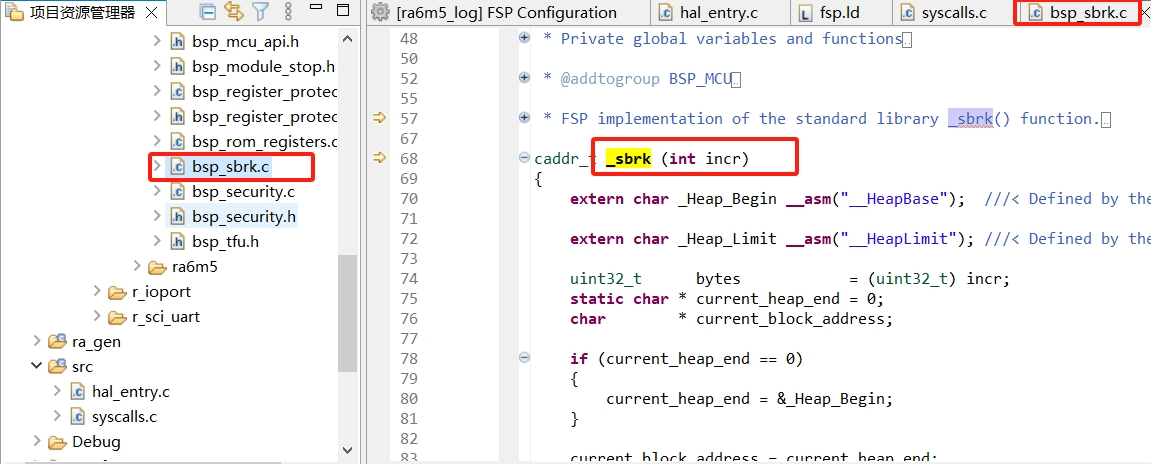 项目资源管理器
bsp_mcu_api.h
bsp_module_stop.h
bsp_register_protec
bsp_register_protec
bsp_rom_registers.c
bsp_sbrk.c
bsp_security.c
bsp_security.h
bsp_tfu.h
ra6m5
r_ioport
r_sci_uart
ra_gen
src
hal_entry.c
syscalls.c
Debug
[ra6m5_log] FSP Configuration
hal_entry.c
fsp.ld
syscalls.c
bsp_sbrk.c
48 * Private global variables and functions
50
52 * @addtogroup BSP_MCU
55
57 * FSP implementation of the standard library _sbrk() function.
67
68 caddr_t _sbrk (int incr)
69 {
70 extern char _Heap_Begin __asm("__HeapBase"); ///< Defined by the
71
72 extern char _Heap_Limit __asm("__HeapLimit"); ///< Defined by the
73
74 uint32_t bytes = (uint32_t) incr;
75 static char * current_heap_end = 0;
76 char * current_block_address;
77
78 if (current_heap_end == 0)
79 {
80 current_heap_end = &_Heap_Begin;
81 }
82
83 current_block_address = current_heap_end;